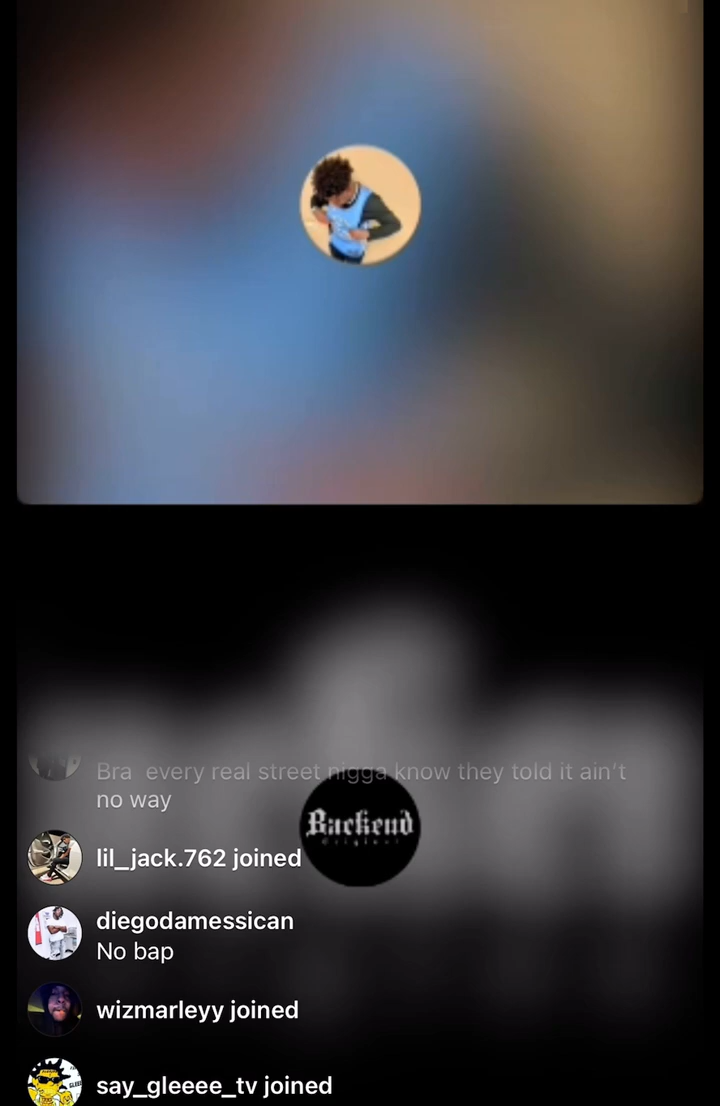 Bra every real street nigga know they told it ain't
no way
Backend
Original
lil_jack.762 joined
diegodamessican
No bap
wizmarleyy joined
say_gleeee_tv joined